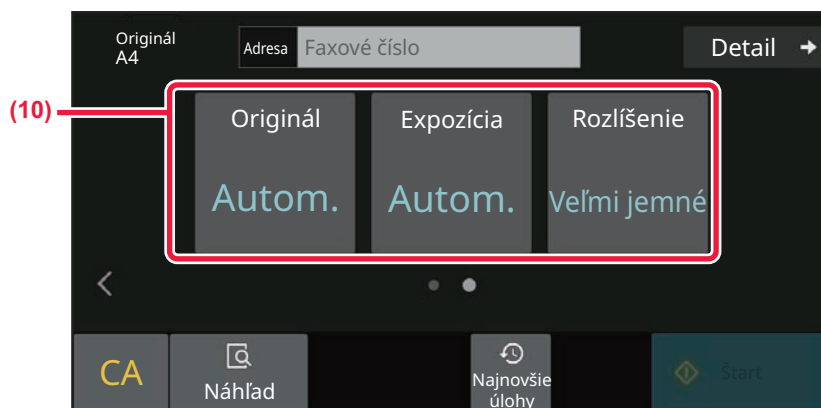 Originál
A4
Adresa
Faxové číslo
Detail
(10)
Originál
Expozícia
Rozlíšenie
Autom.
Autom.
Veľmi jemné
CA
Náhľad
Najnovšie
úlohy
Štart